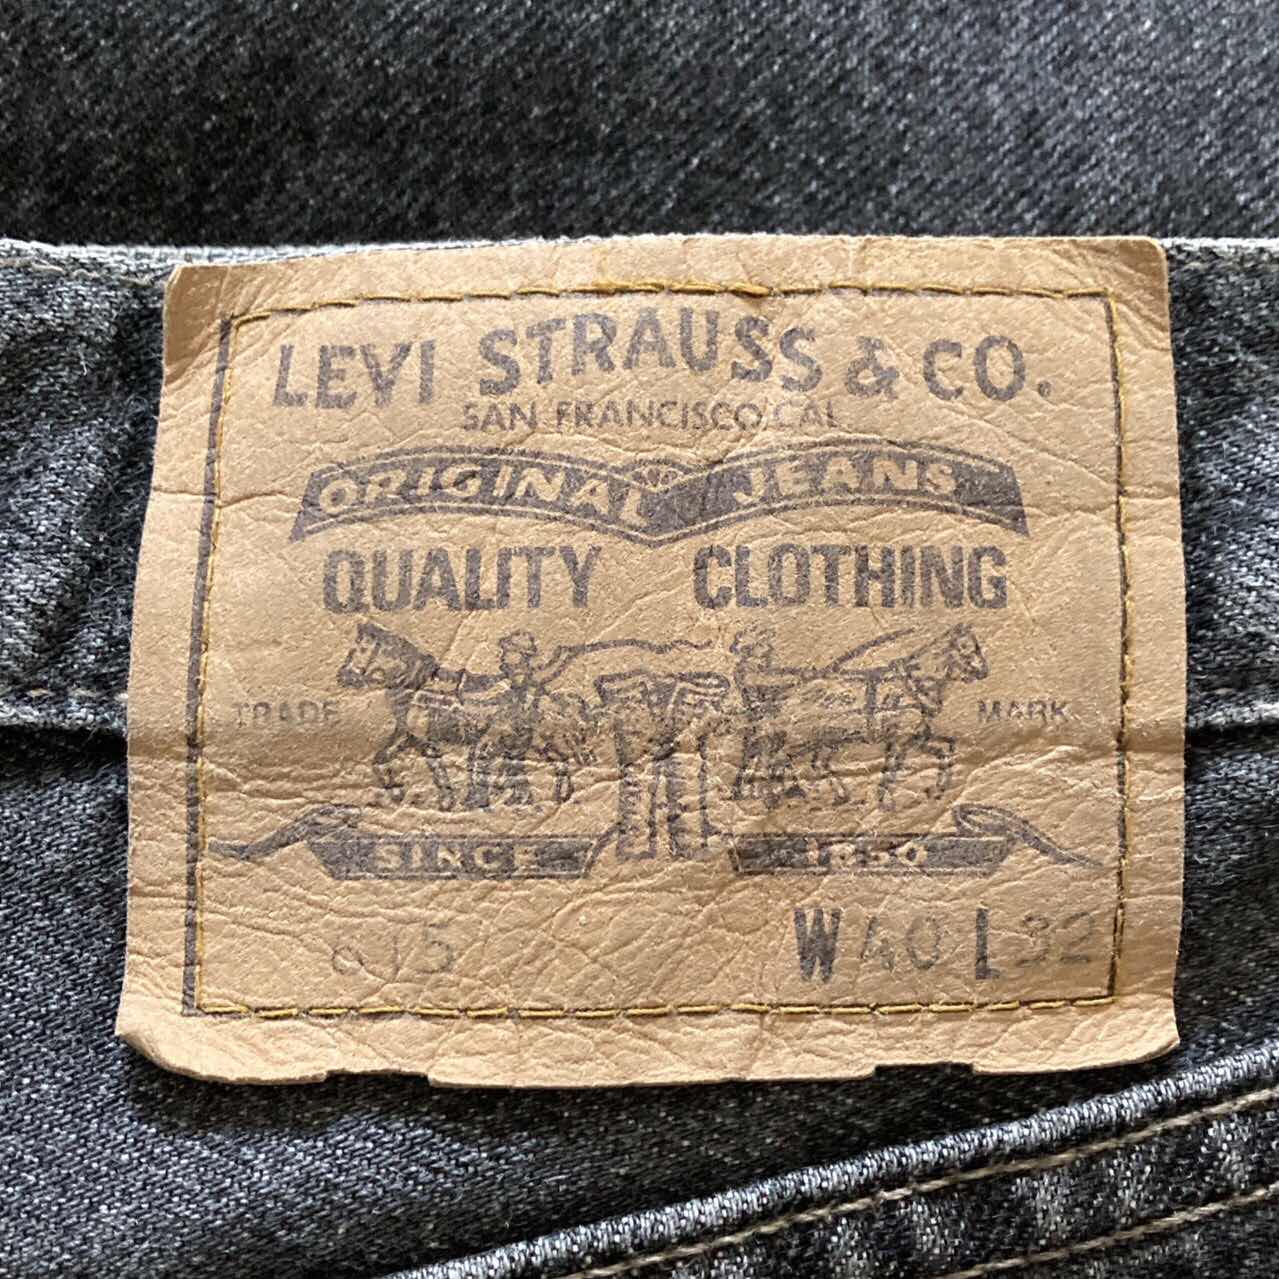 LEVI STRAUSS & CO.
SAN FRANCISCO CAL
ORIGINAL JEANS
QUALITY CLOTHING
TRADE MARK
SINCE 1850
615 W40 L32